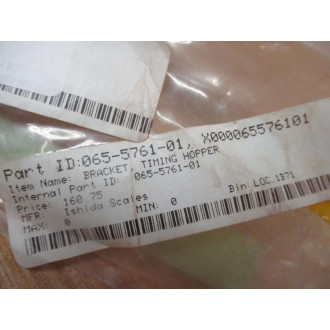 Part ID:065-5761-01, X000065576101
Item Name: BRACKET, TIMING HOPPER
Internal Part ID: 065-5761-01
Price: 160.75
MFR: Ishida Scales
MAX: 0 MIN: 0 Bin: LOC.1371